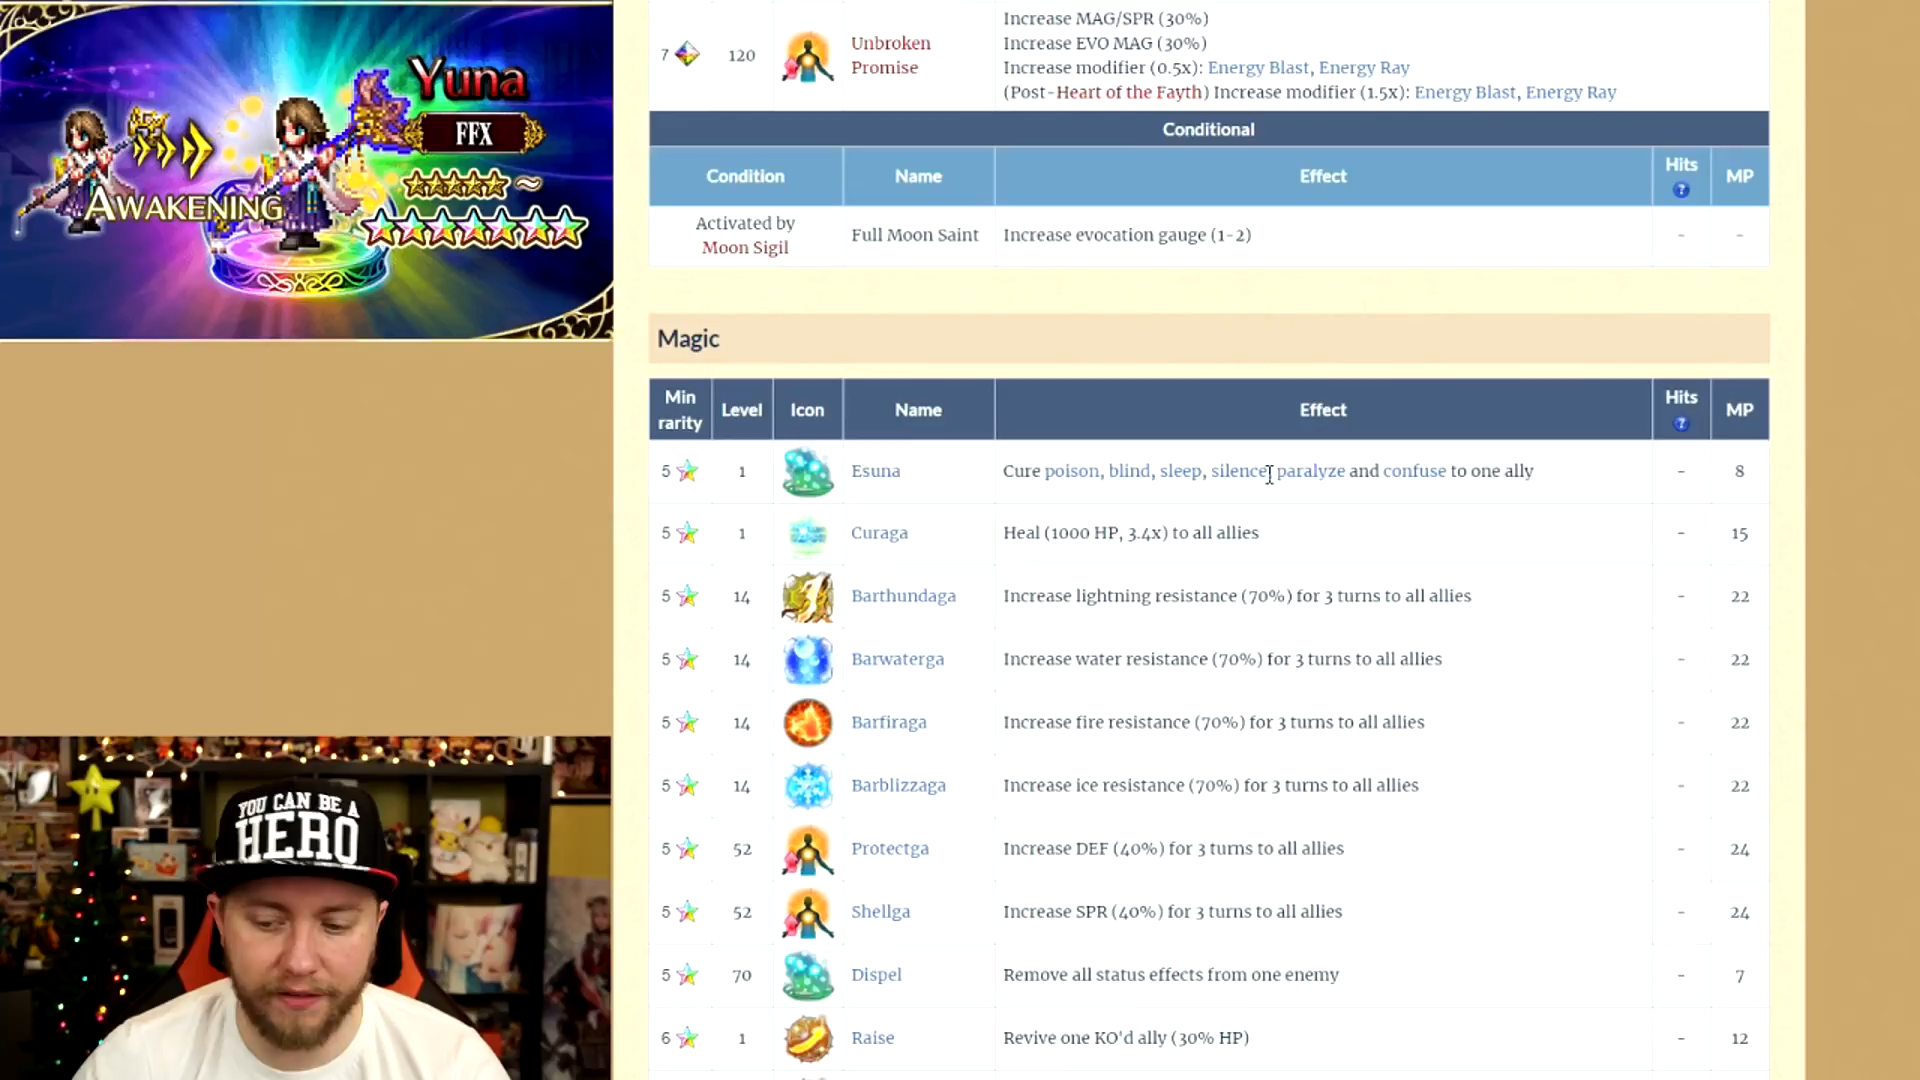 Yuna
FFX
AWAKENING
YOU CAN BE A
HERO
7 120 Unbroken Promise
Increase MAG/SPR (30%)
Increase EVO MAG (30%)
Increase modifier (0.5x): Energy Blast, Energy Ray
(Post-Heart of the Fayth) Increase modifier (1.5x): Energy Blast, Energy Ray
Conditional
Condition Name Effect Hits ? MP
Activated by Moon Sigil Full Moon Saint Increase evocation gauge (1-2) - -
Magic
Min rarity Level Icon Name Effect Hits ? MP
5 1 Esuna Cure poison, blind, sleep, silence, paralyze and confuse to one ally - 8
5 1 Curaga Heal (1000 HP, 3.4x) to all allies - 15
5 14 Barthundaga Increase lightning resistance (70%) for 3 turns to all allies - 22
5 14 Barwaterga Increase water resistance (70%) for 3 turns to all allies - 22
5 14 Barfiraga Increase fire resistance (70%) for 3 turns to all allies - 22
5 14 Barblizzaga Increase ice resistance (70%) for 3 turns to all allies - 22
5 52 Protectga Increase DEF (40%) for 3 turns to all allies - 24
5 52 Shellga Increase SPR (40%) for 3 turns to all allies - 24
5 70 Dispel Remove all status effects from one enemy - 7
6 1 Raise Revive one KO'd ally (30% HP) - 12